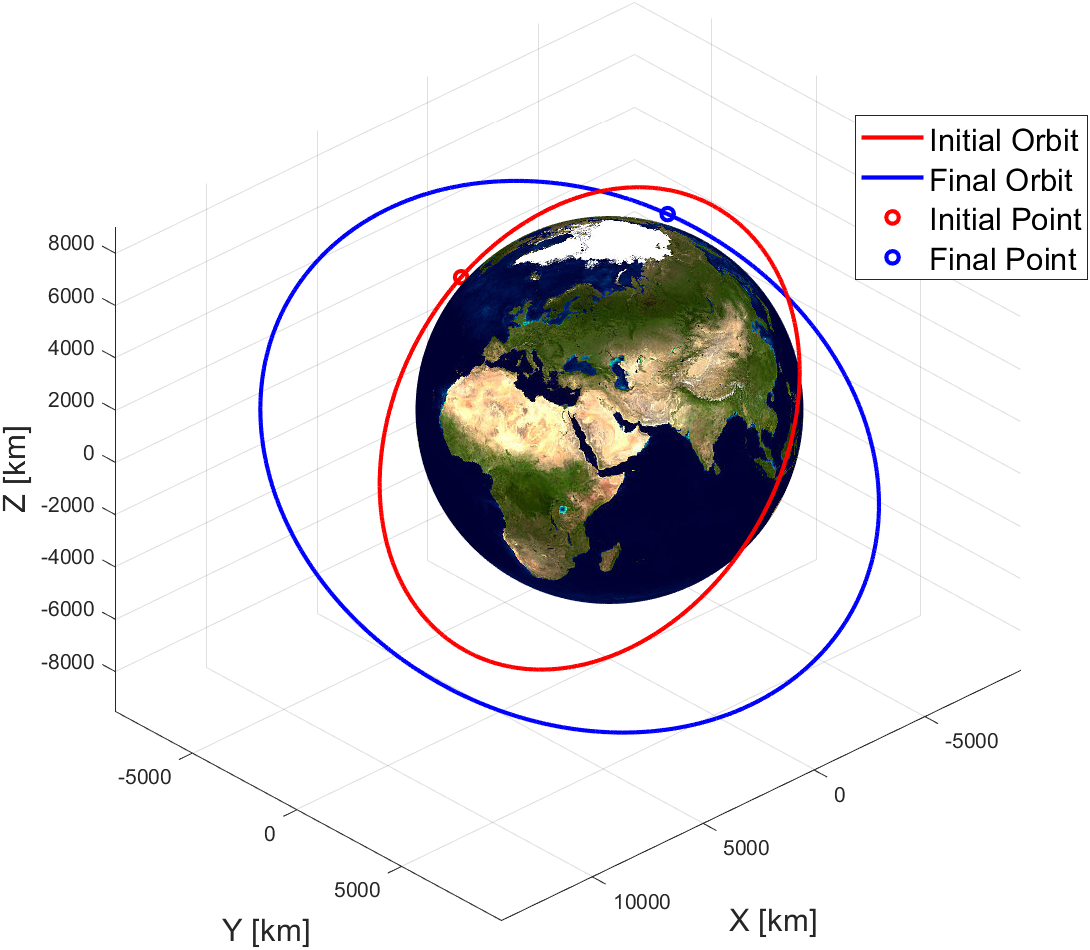 Initial Orbit
Final Orbit
Initial Point
Final Point
8000
6000
4000
2000
0
-2000
-4000
-6000
-8000
Z [km]
-5000
0
5000
Y [km]
-5000
0
5000
10000
X [km]